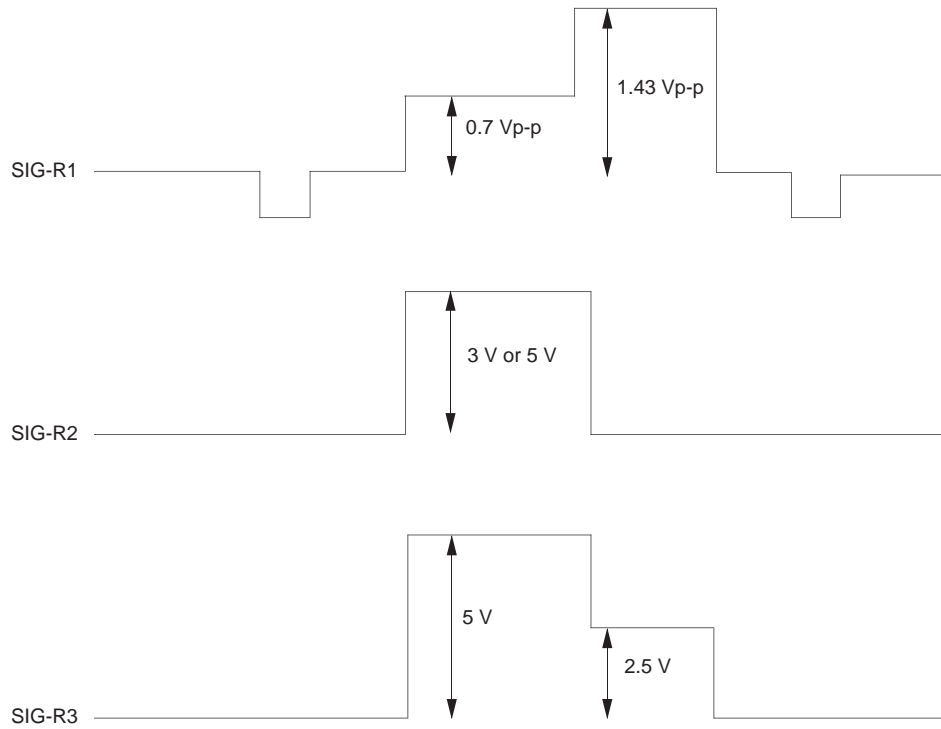 1.43 Vp-p
0.7 Vp-p
SIG-R1
3 V or 5 V
SIG-R2
5 V
2.5 V
SIG-R3